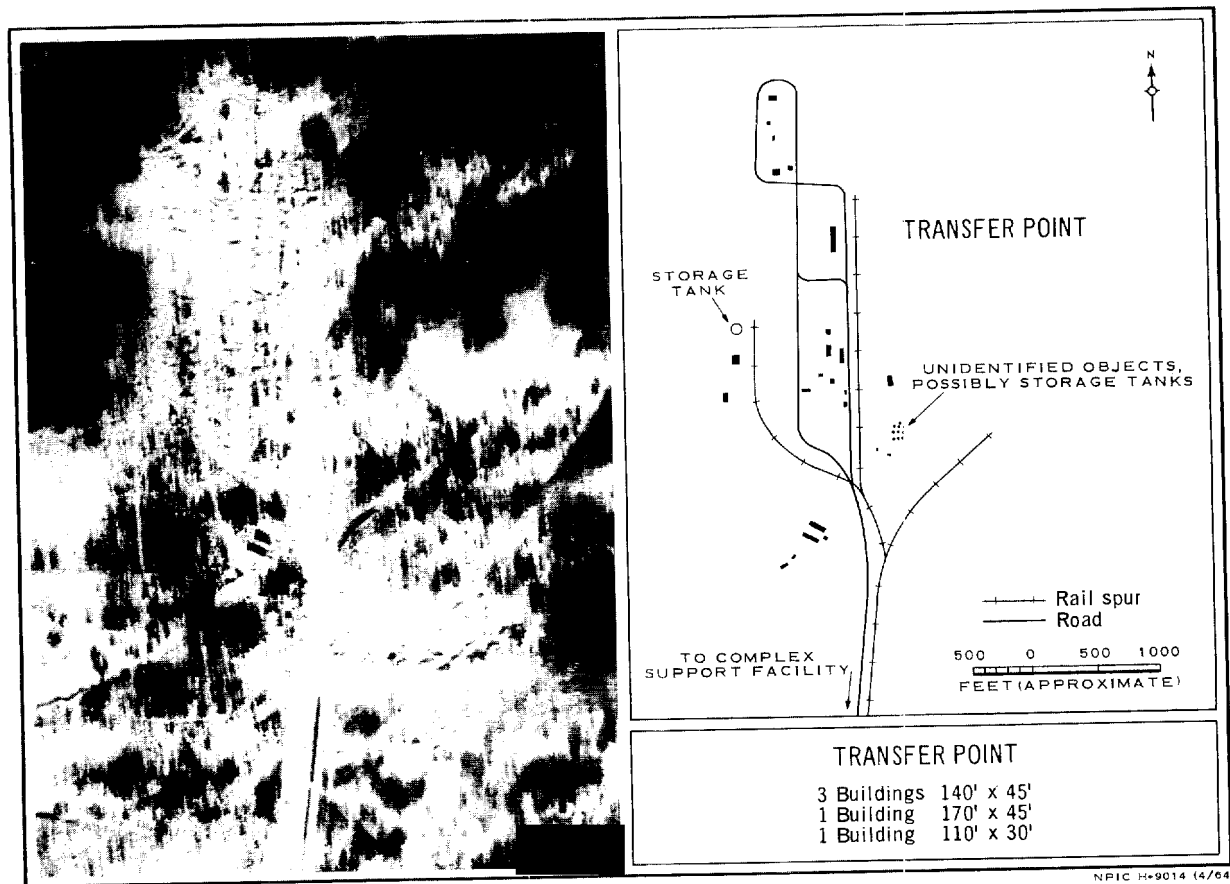 N
TRANSFER POINT
STORAGE
TANK
UNIDENTIFIED OBJECTS,
POSSIBLY STORAGE TANKS
Rail spur
Road
TO COMPLEX
SUPPORT FACILITY
500 0 500 1000
FEET (APPROXIMATE)
TRANSFER POINT
3 Buildings 140' x 45'
1 Building 170' x 45'
1 Building 110' x 30'
NPIC H-9014 (4/64